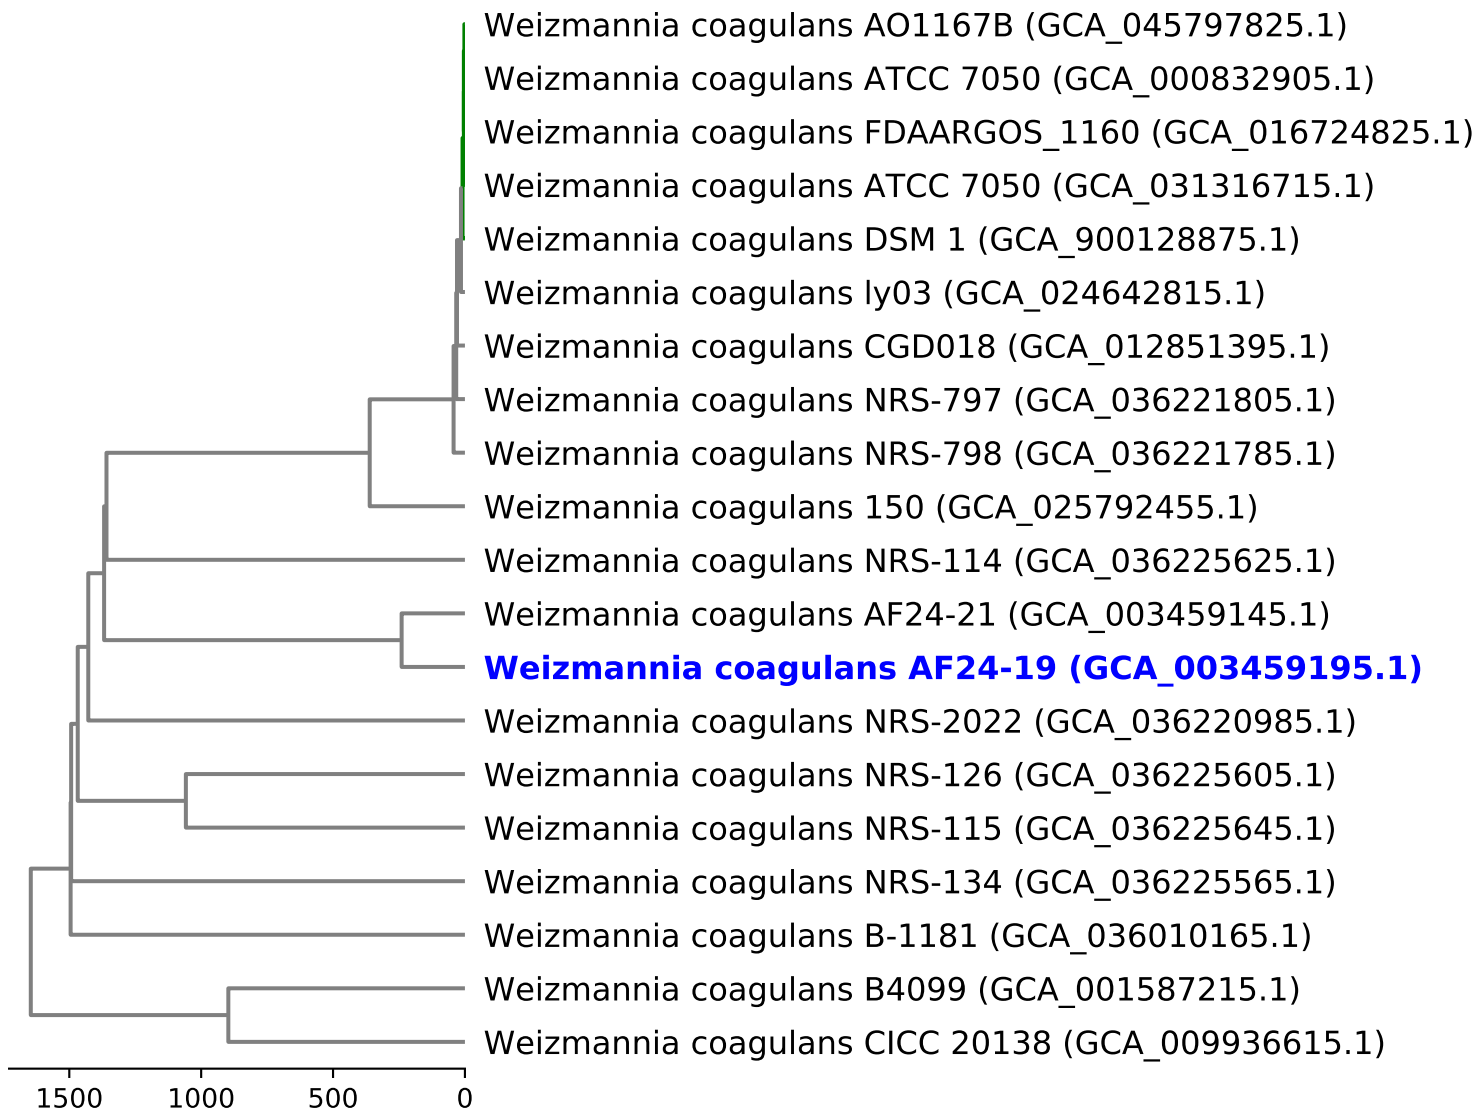 Weizmannia coagulans AO1167B (GCA_045797825.1)
Weizmannia coagulans ATCC 7050 (GCA_000832905.1)
Weizmannia coagulans FDAARGOS_1160 (GCA_016724825.1)
Weizmannia coagulans ATCC 7050 (GCA_031316715.1)
Weizmannia coagulans DSM 1 (GCA_900128875.1)
Weizmannia coagulans ly03 (GCA_024642815.1)
Weizmannia coagulans CGD018 (GCA_012851395.1)
Weizmannia coagulans NRS-797 (GCA_036221805.1)
Weizmannia coagulans NRS-798 (GCA_036221785.1)
Weizmannia coagulans 150 (GCA_025792455.1)
Weizmannia coagulans NRS-114 (GCA_036225625.1)
Weizmannia coagulans AF24-21 (GCA_003459145.1)
Weizmannia coagulans AF24-19 (GCA_003459195.1)
Weizmannia coagulans NRS-2022 (GCA_036220985.1)
Weizmannia coagulans NRS-126 (GCA_036225605.1)
Weizmannia coagulans NRS-115 (GCA_036225645.1)
Weizmannia coagulans NRS-134 (GCA_036225565.1)
Weizmannia coagulans B-1181 (GCA_036010165.1)
Weizmannia coagulans B4099 (GCA_001587215.1)
Weizmannia coagulans CICC 20138 (GCA_009936615.1)
1500 1000 500 0